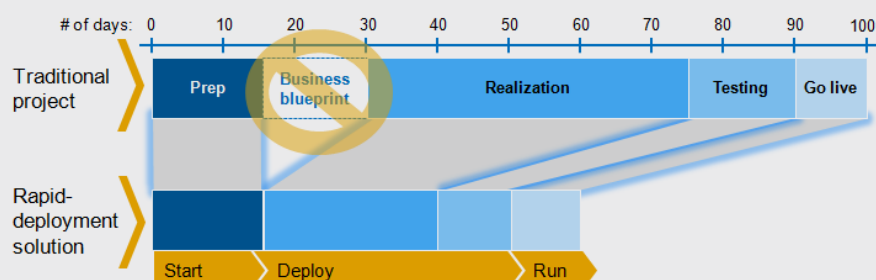 # of days: 0 10 20 30 40 50 60 70 80 90 100
Traditional
project
Prep
Business
blueprint
Realization
Testing
Go live
Rapid-
deployment
solution
Start
Deploy
Run